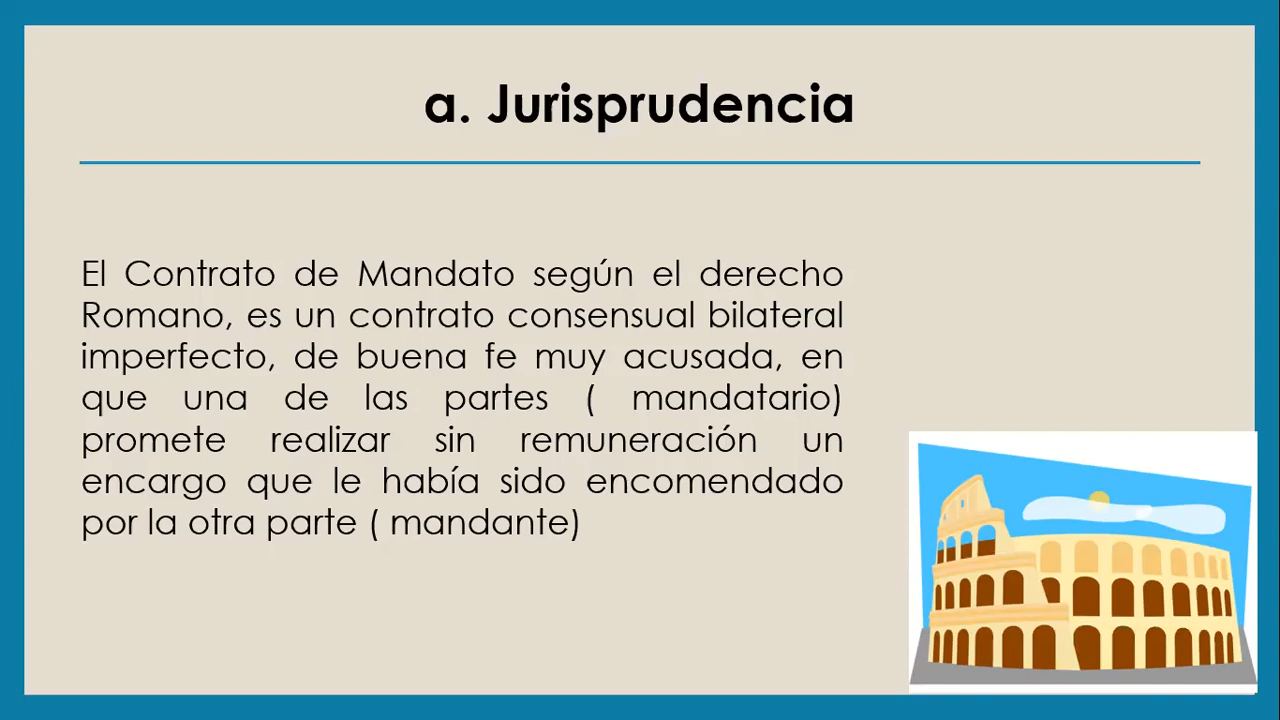 a. Jurisprudencia
El Contrato de Mandato según el derecho
Romano, es un contrato consensual bilateral
imperfecto, de buena fe muy acusada, en
que una de las partes ( mandatario)
promete realizar sin remuneración un
encargo que le había sido encomendado
por la otra parte ( mandante)